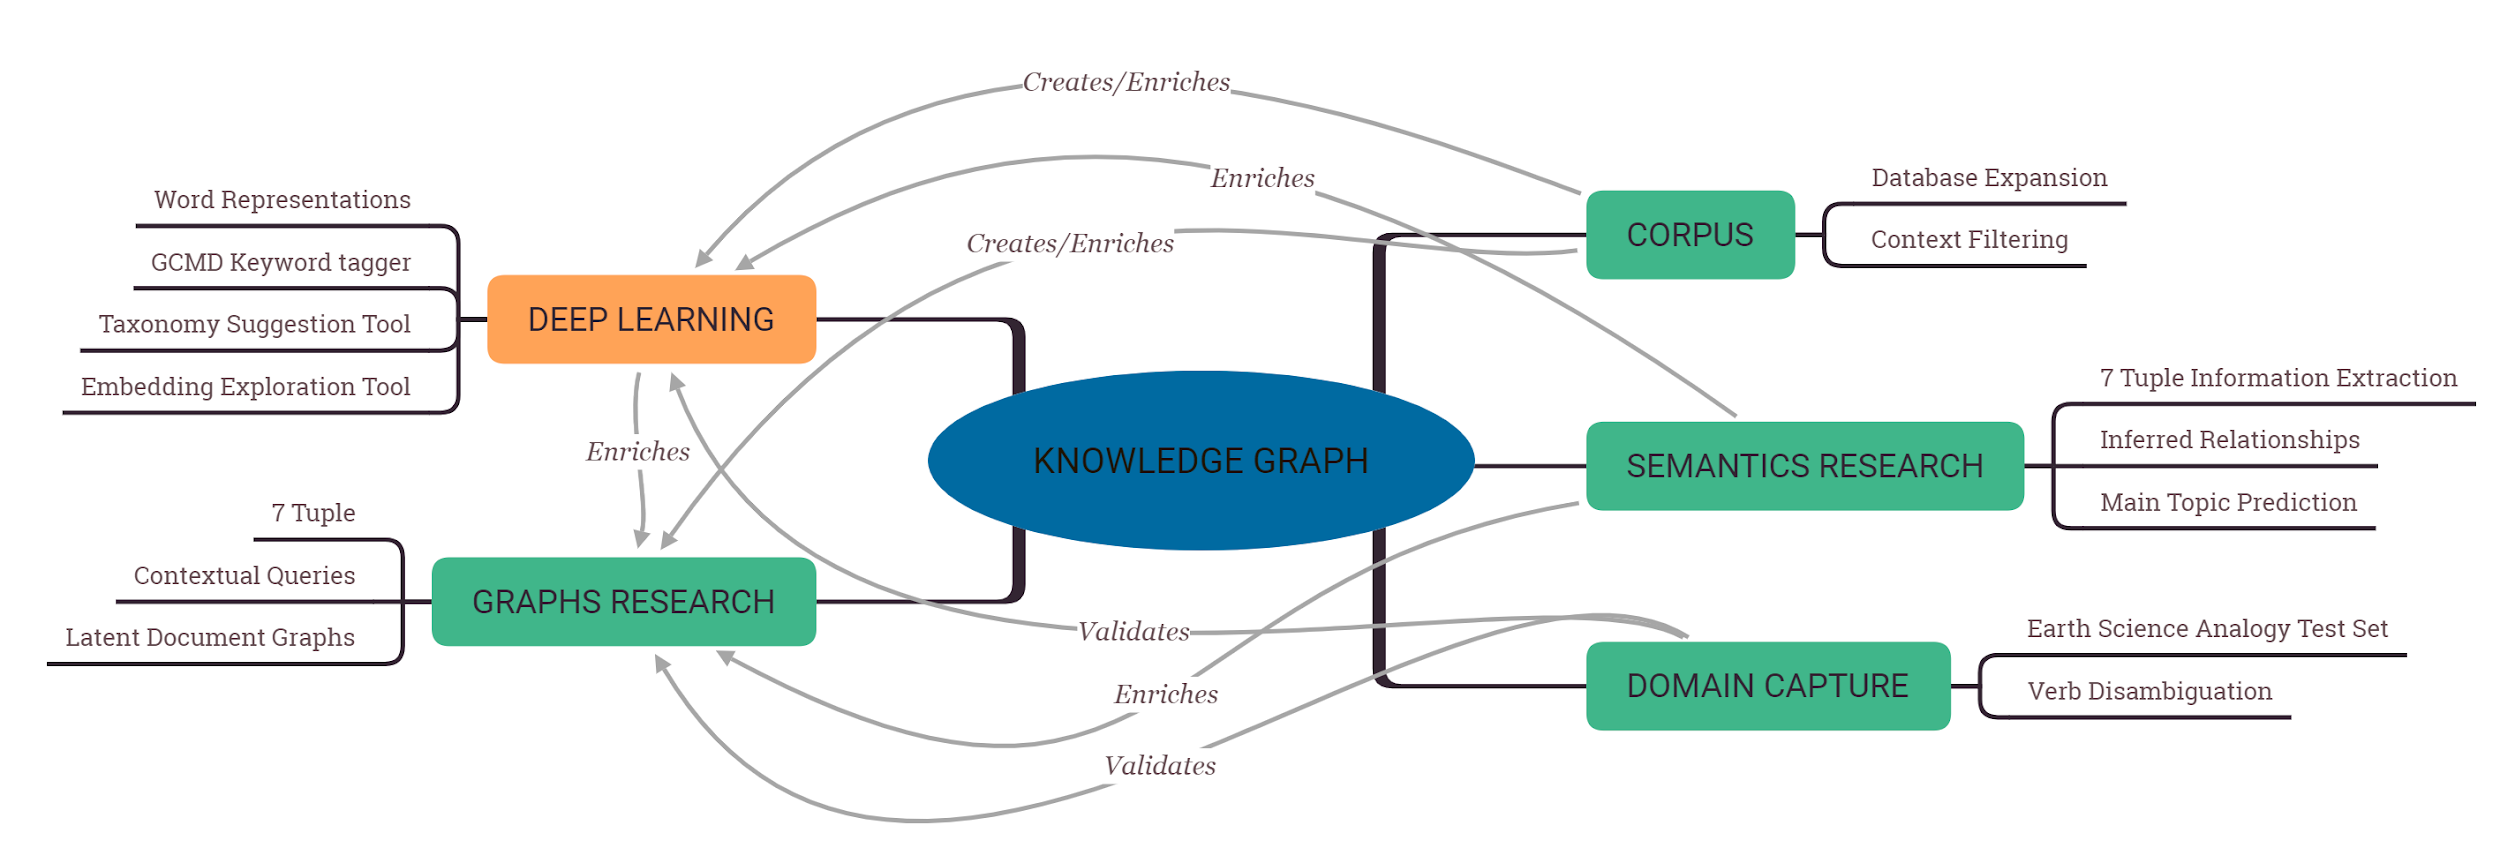 Creates/Enriches
Enriches
Creates/Enriches
Word Representations
GCMD Keyword tagger
Taxonomy Suggestion Tool
Embedding Exploration Tool
DEEP LEARNING
Enriches
7 Tuple
Contextual Queries
Latent Document Graphs
GRAPHS RESEARCH
KNOWLEDGE GRAPH
Validates
Enriches
Validates
CORPUS
Database Expansion
Context Filtering
SEMANTICS RESEARCH
7 Tuple Information Extraction
Inferred Relationships
Main Topic Prediction
DOMAIN CAPTURE
Earth Science Analogy Test Set
Verb Disambiguation